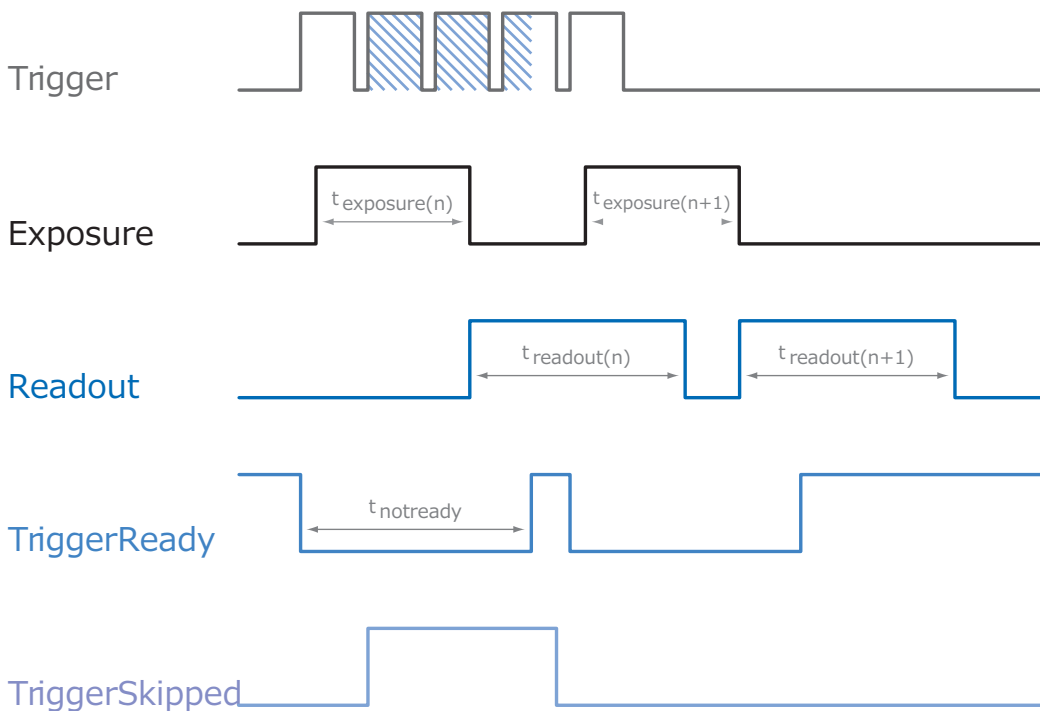 Trigger
Exposure
t exposure(n)
t exposure(n+1)
Readout
t readout(n)
t readout(n+1)
TriggerReady
t notready
TriggerSkipped